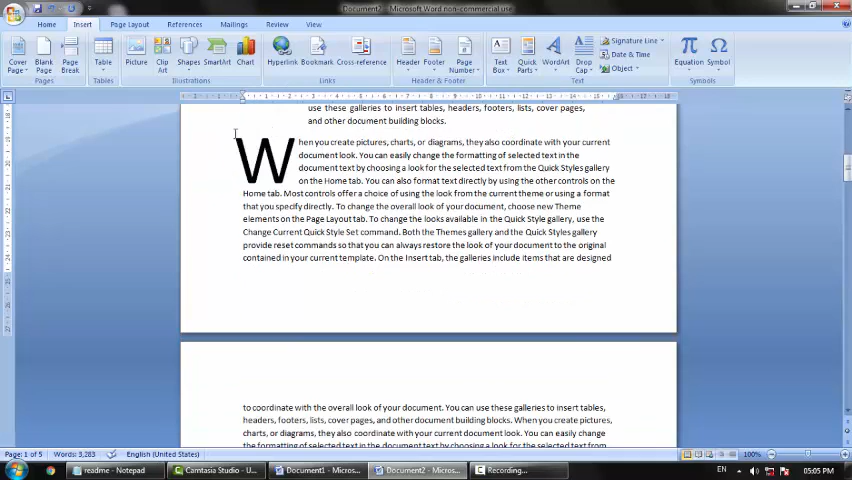 Document2 - Microsoft Word non-commercial use
Home Insert Page Layout References Mailings Review View
Cover Page Blank Page Page Break Table Picture Clip Art Shapes SmartArt Chart Hyperlink Bookmark Cross-reference Header Footer Page Number Text Box Quick Parts WordArt Drop Cap Signature Line Date & Time Object Equation Symbol
Pages Tables Illustrations Links Header & Footer Text Symbols
use these galleries to insert tables, headers, footers, lists, cover pages,
and other document building blocks.
When you create pictures, charts, or diagrams, they also coordinate with your current
document look. You can easily change the formatting of selected text in the
document text by choosing a look for the selected text from the Quick Styles gallery
on the Home tab. You can also format text directly by using the other controls on the
Home tab. Most controls offer a choice of using the look from the current theme or using a format
that you specify directly. To change the overall look of your document, choose new Theme
elements on the Page Layout tab. To change the looks available in the Quick Style gallery, use the
Change Current Quick Style Set command. Both the Themes gallery and the Quick Styles gallery
provide reset commands so that you can always restore the look of your document to the original
contained in your current template. On the Insert tab, the galleries include items that are designed
to coordinate with the overall look of your document. You can use these galleries to insert tables,
headers, footers, lists, cover pages, and other document building blocks. When you create pictures,
charts, or diagrams, they also coordinate with your current document look. You can easily change
the formatting of selected text in the document text by choosing a look for the selected text from
Page: 1 of 5 Words: 3,283 English (United States) 100%
readme - Notepad Camtasia Studio - U... Document1 - Micros... Document2 - Micros... Recording... EN 05:05 PM